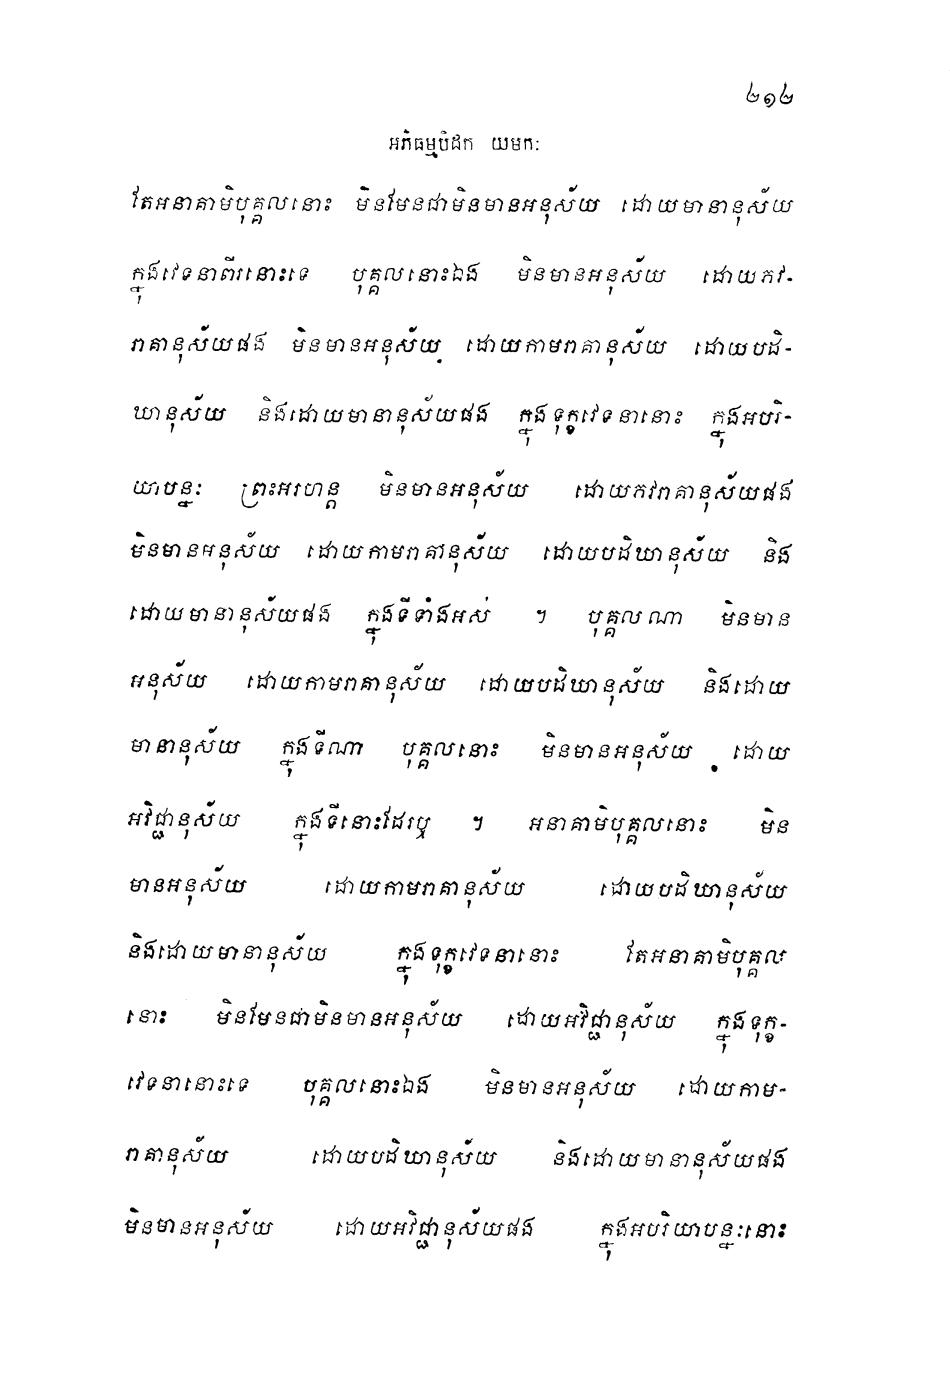 ២១២
អភិធម្មបិដក យមកៈ
តែអនាគាមិបុគ្គលនោះ មិនមែនជាមិនមានអនុស័យ ដោយមានានុស័យ
ក្នុងវេទនាពីរនោះទេ បុគ្គលនោះឯង មិនមានអនុស័យ ដោយភវ-
រាគានុស័យផង មិនមានអនុស័យ ដោយកាមរាគានុស័យ ដោយបដិ-
ឃានុស័យ និងដោយមានានុស័យផង ក្នុងទុក្ខវេទនានោះ ក្នុងអបរិ-
យាបន្នៈ ព្រះអរហន្ត មិនមានអនុស័យ ដោយភវរាគានុស័យផង
មិនមានអនុស័យ ដោយកាមរាគានុស័យ ដោយបដិឃានុស័យ និង
ដោយមានានុស័យផង ក្នុងទីទាំងអស់ ។ បុគ្គលណា មិនមាន
អនុស័យ ដោយកាមរាគានុស័យ ដោយបដិឃានុស័យ និងដោយ
មានានុស័យ ក្នុងទីណា បុគ្គលនោះ មិនមានអនុស័យ ដោយ
អវិជ្ជានុស័យ ក្នុងទីនោះដែរឬ ។ អនាគាមិបុគ្គលនោះ មិន
មានអនុស័យ ដោយកាមរាគានុស័យ ដោយបដិឃានុស័យ
និងដោយមានានុស័យ ក្នុងទុក្ខវេទនានោះ តែអនាគាមិបុគ្គល
នោះ មិនមែនជាមិនមានអនុស័យ ដោយអវិជ្ជានុស័យ ក្នុងទុក្ខ-
វេទនានោះទេ បុគ្គលនោះឯង មិនមានអនុស័យ ដោយកាម-
រាគានុស័យ ដោយបដិឃានុស័យ និងដោយមានានុស័យផង
មិនមានអនុស័យ ដោយអវិជ្ជានុស័យផង ក្នុងអបរិយាបន្នៈនោះ